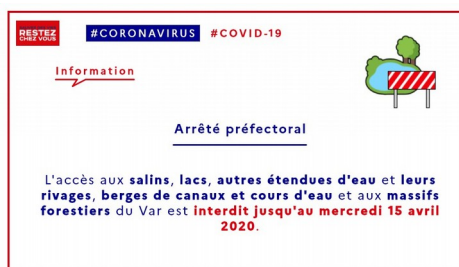 RESTEZ
CHEZ VOUS
#CORONAVIRUS #COVID-19
Information
Arrêté préfectoral
L'accès aux salins, lacs, autres étendues d'eau et leurs
rivages, berges de canaux et cours d'eau et aux massifs
forestiers du Var est interdit jusqu'au mercredi 15 avril
2020.